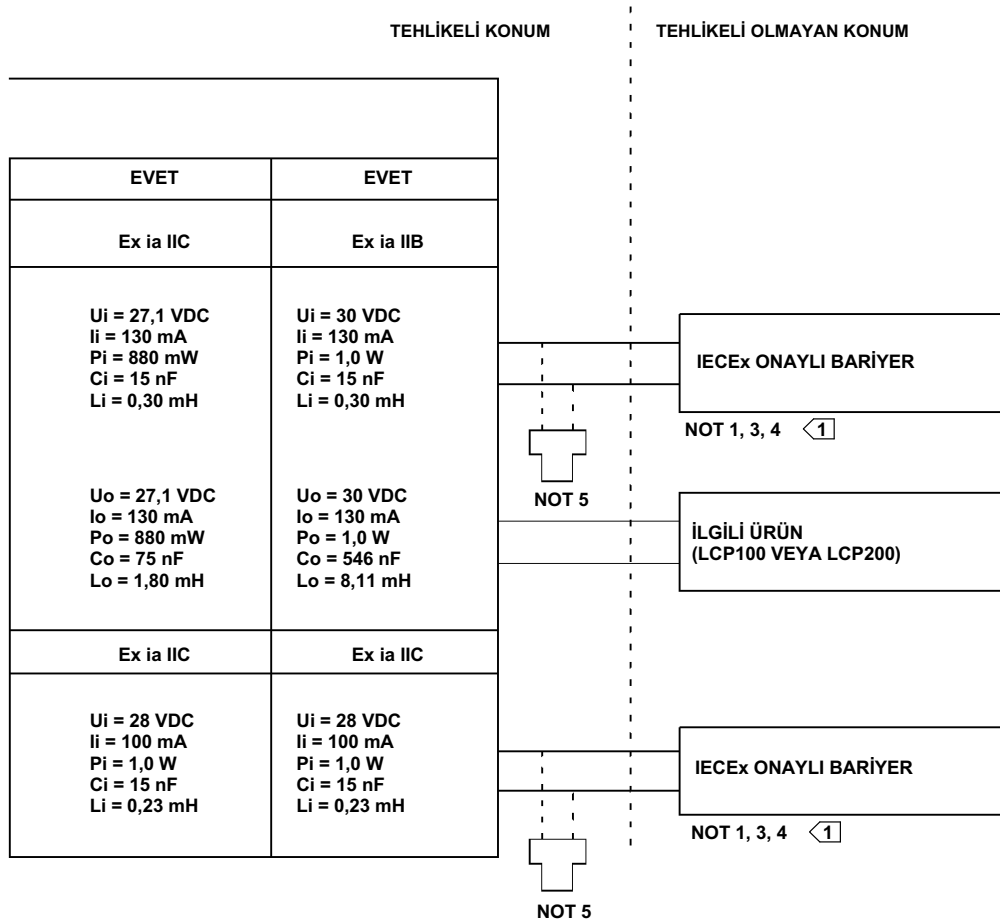 TEHLİKELİ KONUM
TEHLİKELİ OLMAYAN KONUM
EVET
EVET
Ex ia IIC
Ex ia IIB
Ui = 27,1 VDC
Ii = 130 mA
Pi = 880 mW
Ci = 15 nF
Li = 0,30 mH
Ui = 30 VDC
Ii = 130 mA
Pi = 1,0 W
Ci = 15 nF
Li = 0,30 mH
IECEx ONAYLI BARİYER
NOT 1, 3, 4 1
NOT 5
Uo = 27,1 VDC
Io = 130 mA
Po = 880 mW
Co = 75 nF
Lo = 1,80 mH
Uo = 30 VDC
Io = 130 mA
Po = 1,0 W
Co = 546 nF
Lo = 8,11 mH
İLGİLİ ÜRÜN
(LCP100 VEYA LCP200)
Ex ia IIC
Ex ia IIC
Ui = 28 VDC
Ii = 100 mA
Pi = 1,0 W
Ci = 15 nF
Li = 0,23 mH
Ui = 28 VDC
Ii = 100 mA
Pi = 1,0 W
Ci = 15 nF
Li = 0,23 mH
IECEx ONAYLI BARİYER
NOT 1, 3, 4 1
NOT 5